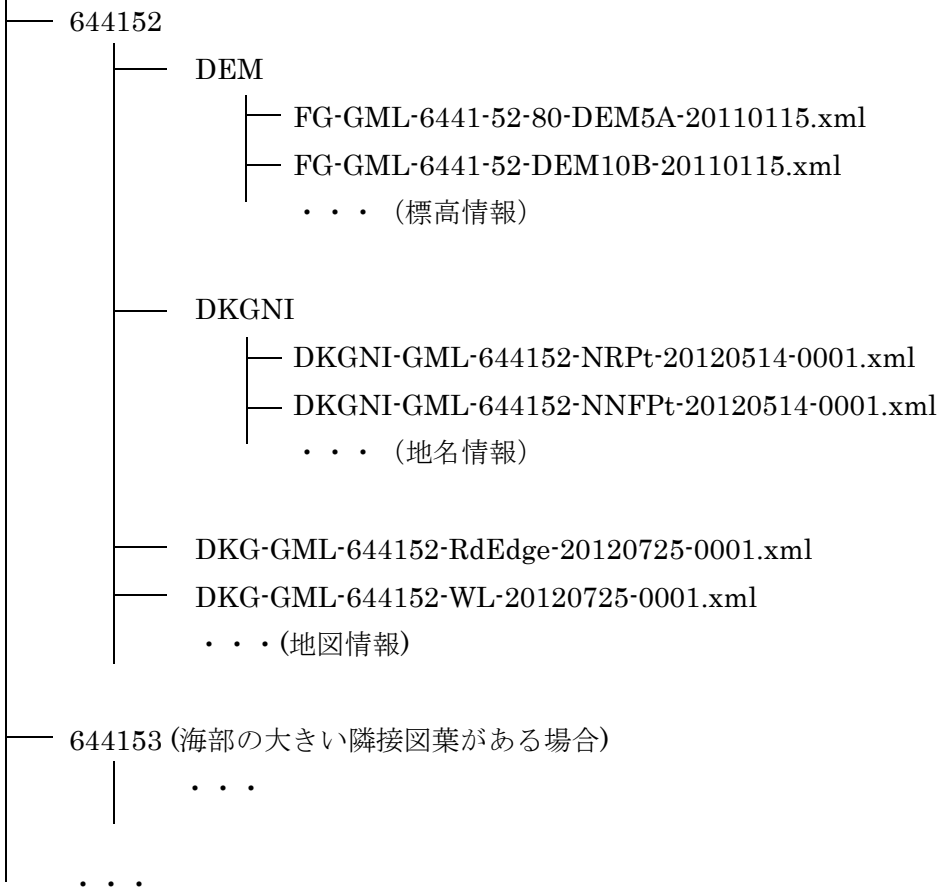 644152
DEM
FG-GML-6441-52-80-DEM5A-20110115.xml
FG-GML-6441-52-DEM10B-20110115.xml
・・・（標高情報）
DKGNI
DKGNI-GML-644152-NRPt-20120514-0001.xml
DKGNI-GML-644152-NNFPt-20120514-0001.xml
・・・（地名情報）
DKG-GML-644152-RdEdge-20120725-0001.xml
DKG-GML-644152-WL-20120725-0001.xml
・・・(地図情報)
644153 (海部の大きい隣接図葉がある場合)
・・・
・・・